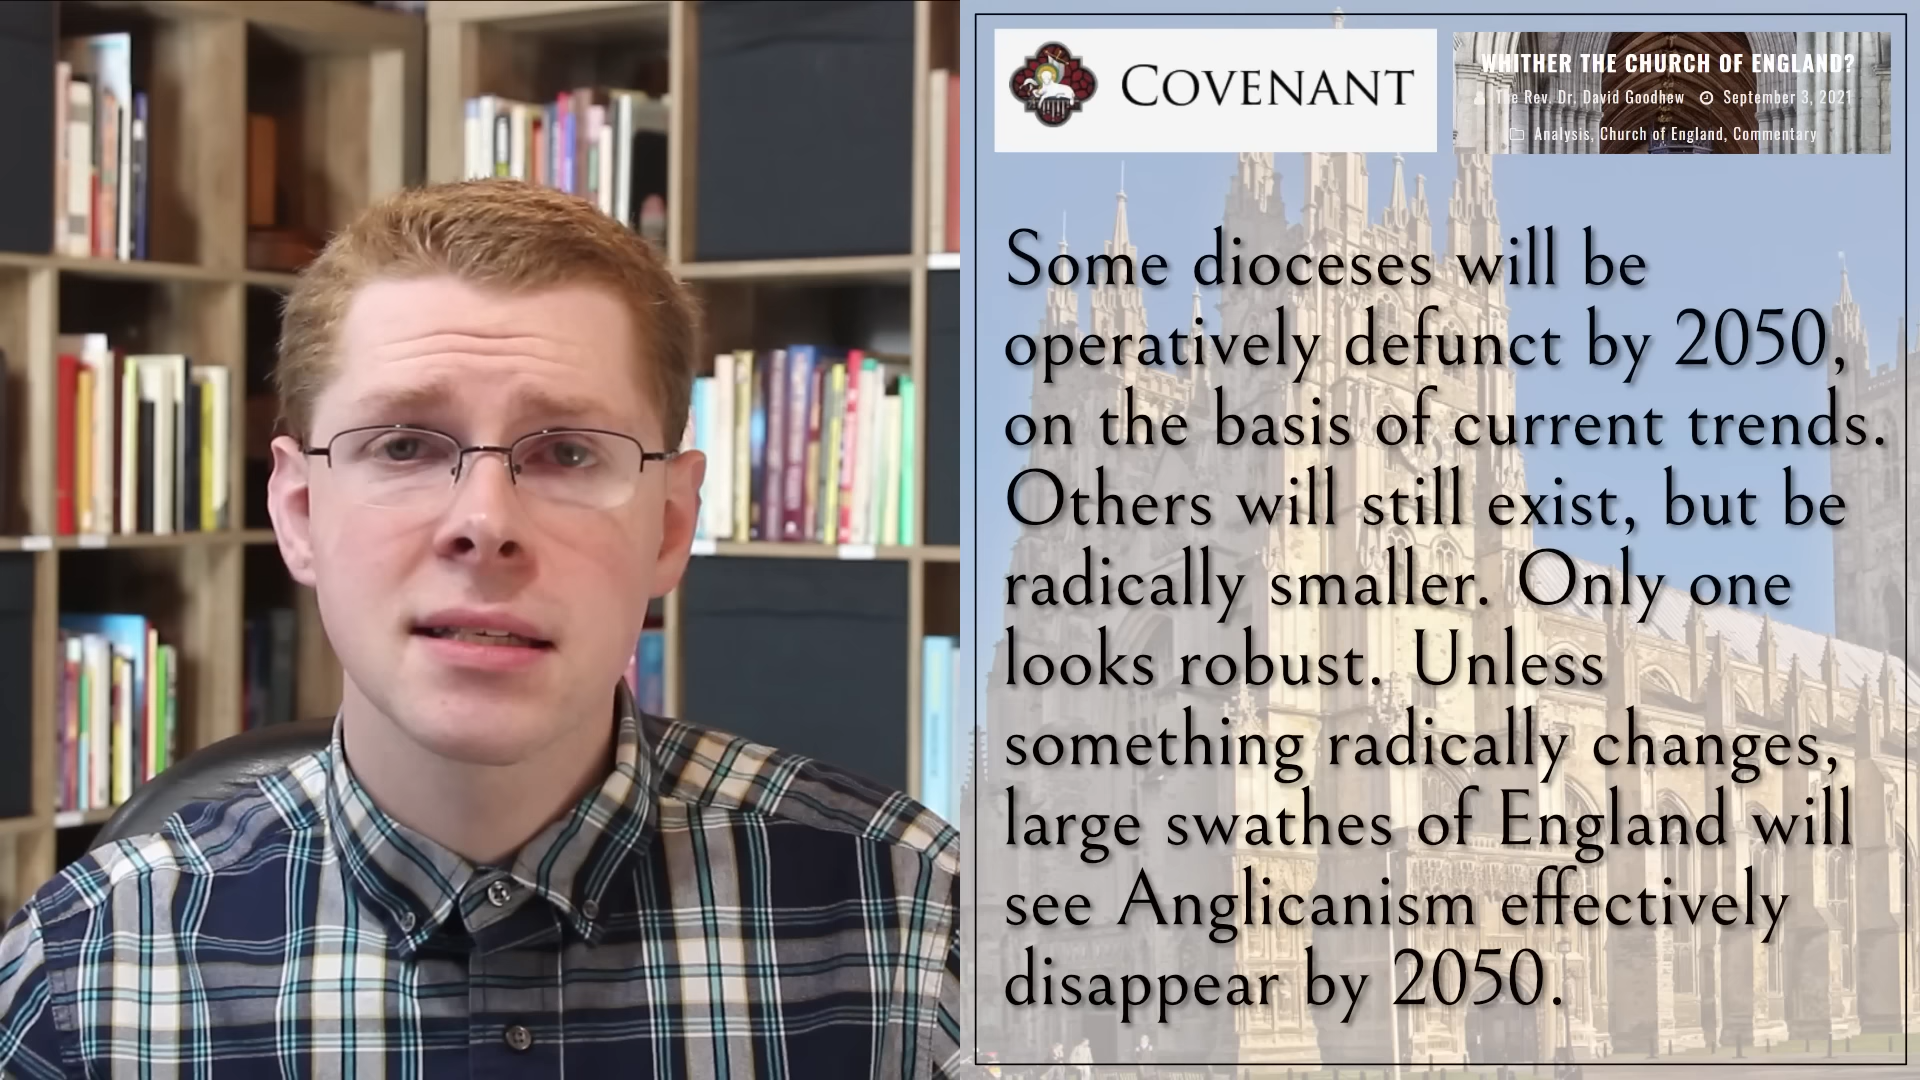 COVENANT
WHITHER THE CHURCH OF ENGLAND?
The Rev. Dr. David Goodhew September 3, 2021
Analysis, Church of England, Commentary
Some dioceses will be
operatively defunct by 2050,
on the basis of current trends.
Others will still exist, but be
radically smaller. Only one
looks robust. Unless
something radically changes,
large swathes of England will
see Anglicanism effectively
disappear by 2050.